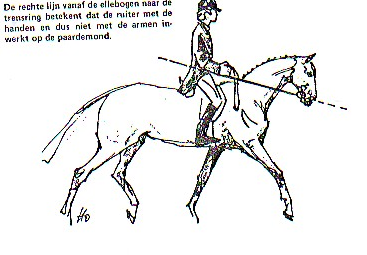 De rechte lijn vanaf de ellebogen naar de
trensring betekent dat de ruiter met de
handen en dus niet met de armen in-
werkt op de paardemond.
HD